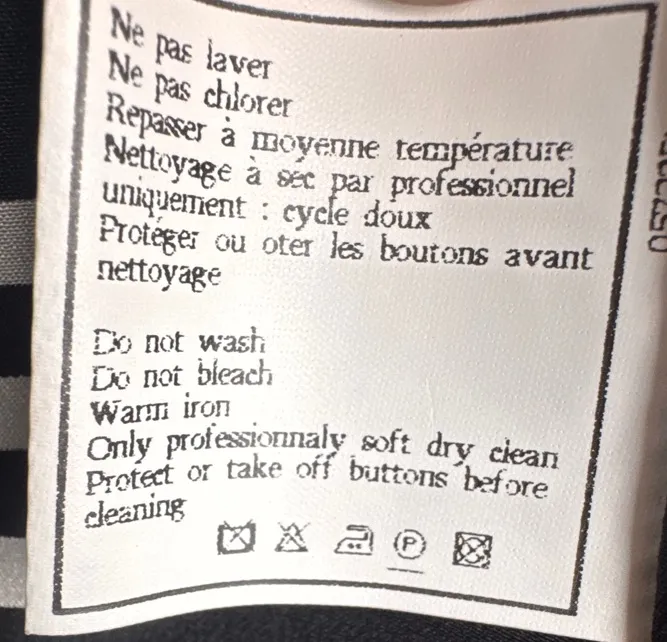 Ne pas laver
Ne pas chlorer
Repasser à moyenne température
Nettoyage à sec par professionnel
uniquement : cycle doux
Protéger ou oter les boutons avant
nettoyage
Do not wash
Do not bleach
Warm iron
Only professionnaly soft dry clean
Protect or take off buttons before
cleaning
P